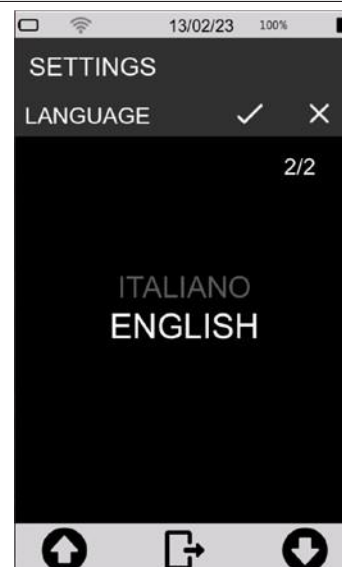 13/02/23 100%
SETTINGS
LANGUAGE
2/2
ITALIANO
ENGLISH